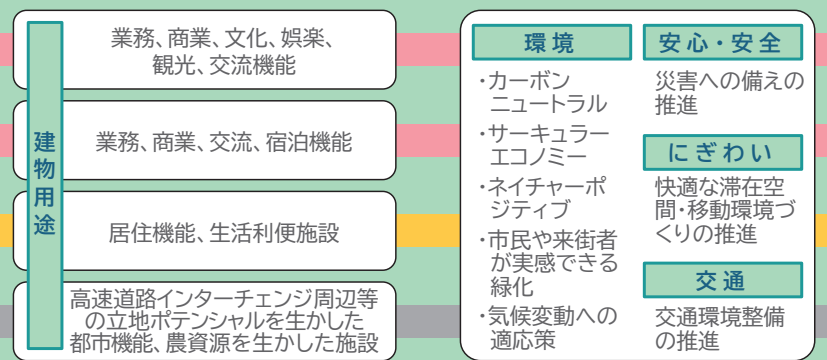 建物用途
業務、商業、文化、娯楽、
観光、交流機能
業務、商業、交流、宿泊機能
居住機能、生活利便施設
高速道路インターチェンジ周辺等
の立地ポテンシャルを生かした
都市機能、農資源を生かした施設
環境
・カーボン
ニュートラル
・サーキュラー
エコノミー
・ネイチャーポ
ジティブ
・市民や来街者
が実感できる
緑化
・気候変動への
適応策
安心・安全
災害への備えの
推進
にぎわい
快適な滞在空
間・移動環境づ
くりの推進
交通
交通環境整備
の推進